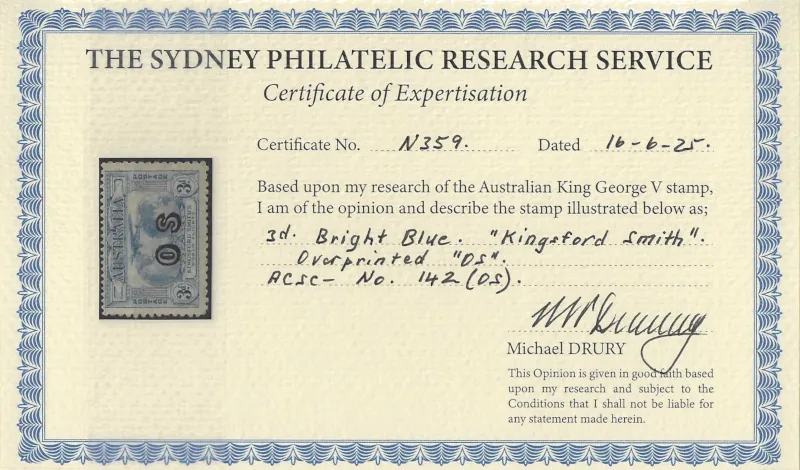 THE SYDNEY PHILATELIC RESEARCH SERVICE
Certificate of Expertisation
Certificate No. N359. Dated 16-6-25.
Based upon my research of the Australian King George V stamp,
I am of the opinion and describe the stamp illustrated below as;
3d. Bright Blue. "Kingsford Smith".
Overprinted "OS".
ACSC- No. 142 (OS).
Michael DRURY
This Opinion is given in good faith based
upon my research and subject to the
Conditions that I shall not be liable for
any statement made herein.
POSTAGE
AUSTRALIA
OS
3d
3d
POSTAGE